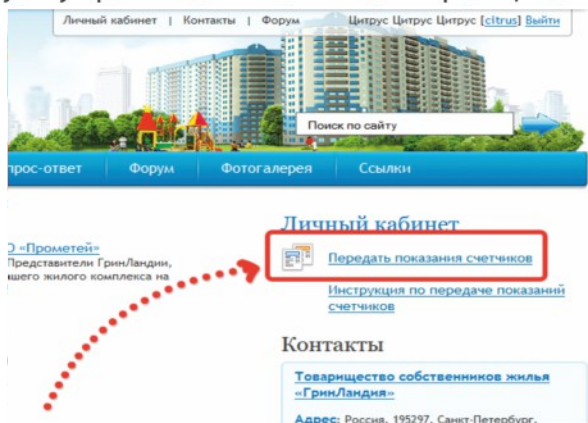 Личный кабинет | Контакты | Форум
Цитрус Цитрус Цитрус [citrus] Выйти
Поиск по сайту
Форум
Фотогалерея
Ссылки
Личный кабинет
О «Прометей»
Представители ГринЛандии,
жилого комплекса на
Передать показания счетчиков
Инструкция по передаче показаний
счетчиков
Контакты
Товарищество собственников жилья
«ГринЛандия»
Адрес: Россия, 195297, Санкт-Петербург,